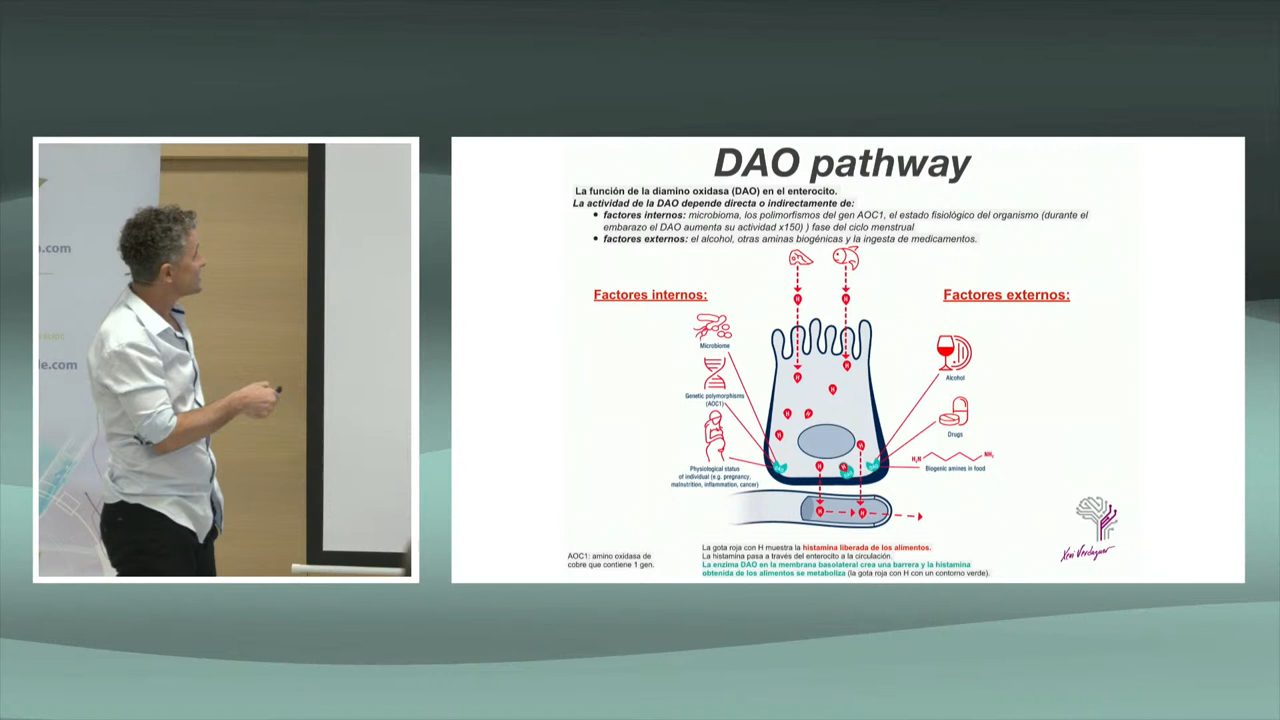 a.com
le.com
DAO pathway
La función de la diamino oxidasa (DAO) en el enterocito.
La actividad de la DAO depende directa o indirectamente de:
• factores internos: microbioma, los polimorfismos del gen AOC1, el estado fisiológico del organismo (durante el
embarazo el DAO aumenta su actividad x150) ) fase del ciclo menstrual
• factores externos: el alcohol, otras aminas biogénicas y la ingesta de medicamentos.
Factores internos:
Factores externos:
H H
Microbiome
Genetic polymorphisms
(AOC1)
Physiological status
of individual (e.g. pregnancy,
malnutrition, inflammation, cancer)
Alcohol
Drugs
H₂N NH₂
Biogenic amines in food
H H
H
H H
H H
H H
DAO DAO DAO
H H
AOC1: amino oxidasa de
cobre que contiene 1 gen.
La gota roja con H muestra la histamina liberada de los alimentos.
La histamina pasa a través del enterocito a la circulación.
La enzima DAO en la membrana basolateral crea una barrera y la histamina
obtenida de los alimentos se metaboliza (la gota roja con H con un contorno verde).
Xevi Verdaguer